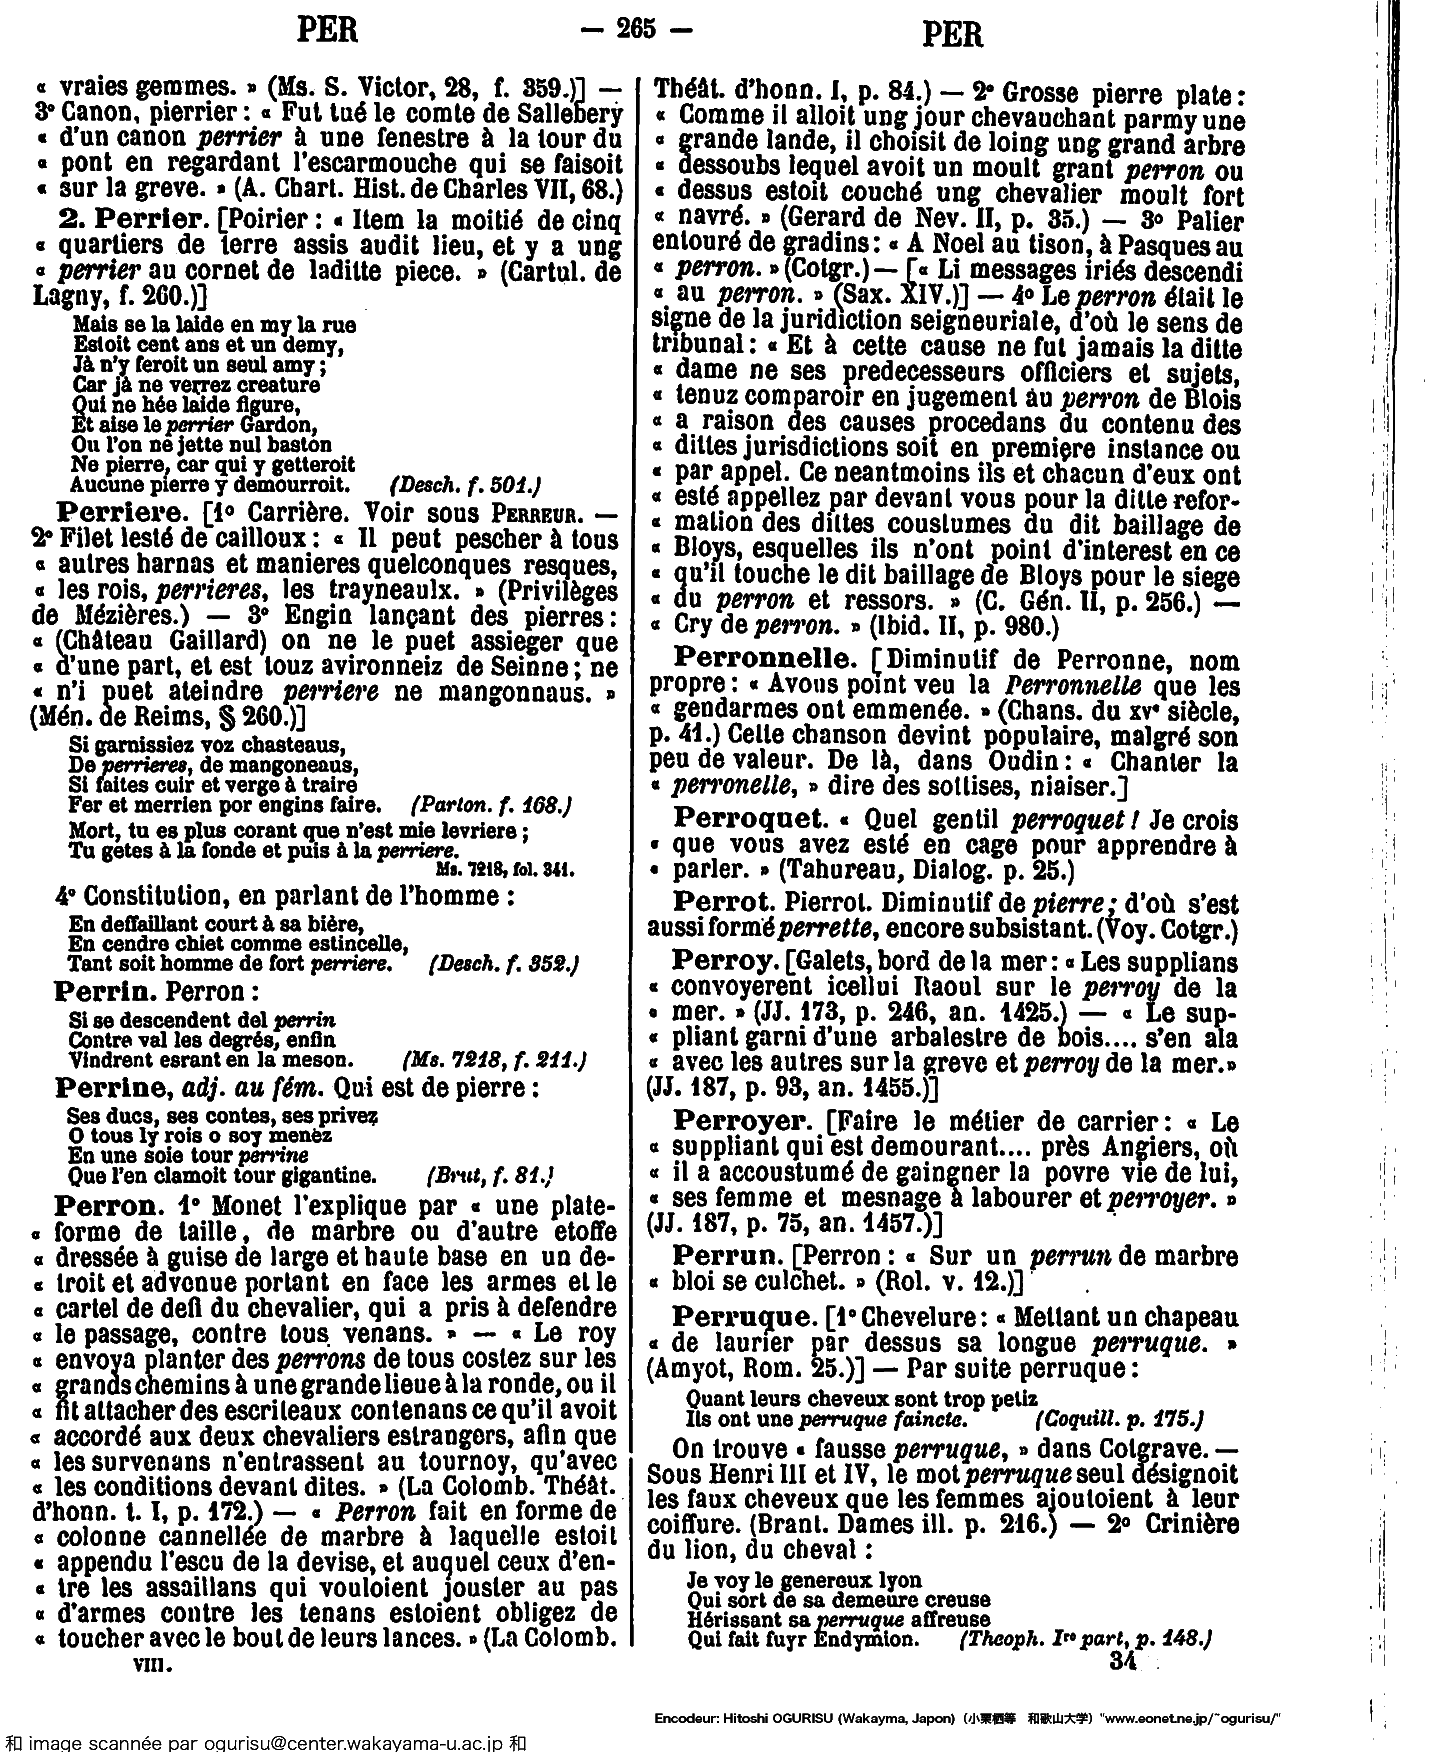 PER — 265 — PER
« vraies gemmes. » (Ms. S. Victor, 28, f. 359.)] —
3º Canon, pierrier : « Fut tué le comte de Sallebery
« d'un canon perrier à une fenestre à la tour du
« pont en regardant l'escarmouche qui se faisoit
« sur la greve. » (A. Chart. Hist. de Charles VII, 68.)
2. Perrier. [Poirier : « Item la moitié de cinq
« quartiers de terre assis audit lieu, et y a ung
« perrier au cornet de laditte piece. » (Cartul. de
Lagny, f. 260.)]
Mais se la laide en my la rue
Estoit cent ans et un demy,
Jà n'y feroit un seul amy ;
Car jà ne verrez creature
Qui ne hée laide figure,
Et aise le perrier Gardon,
Ou l'on ne jette nul baston
Ne pierre, car qui y getteroit
Aucune pierre y demourroit. (Desch. f. 501.)
Perriere. [1º Carrière. Voir sous PERREUR. —
2º Filet lesté de cailloux : « Il peut pescher à tous
« autres harnas et manieres quelconques resques,
« les rois, perrieres, les trayneaulx. » (Privilèges
de Mézières.) — 3º Engin lançant des pierres :
« (Château Gaillard) on ne le puet assieger que
« d'une part, et est touz avironneiz de Seinne ; ne
« n'i puet ateindre perriere ne mangonnaus. »
(Mén. de Reims, § 260.)]
Si garnissiez voz chasteaus,
De perrieres, de mangoneaus,
Si faites cuir et verge à traire
Fer et merrien por engins faire. (Parton. f. 168.)
Mort, tu es plus corant que n'est mie levriere ;
Tu getes à la fonde et puis à la perriere.
Ms. 7218, fol. 341.
4º Constitution, en parlant de l'homme :
En deffaillant court à sa bière,
En cendre chiet comme estincelle,
Tant soit homme de fort perriere. (Desch. f. 352.)
Perrin. Perron :
Si se descendent del perrin
Contre val les degrés, enfin
Vindrent esrant en la meson. (Ms. 7218, f. 211.)
Perrine, adj. au fém. Qui est de pierre :
Ses ducs, ses contes, ses privez
O tous ly rois o soy menèz
En une soie tour perrine
Que l'en clamoit tour gigantine. (Brut, f. 81.)
Perron. 1º Monet l'explique par « une plate-
« forme de taille, de marbre ou d'autre etoffe
« dressée à guise de large et haute base en un de-
« troit et advenue portant en face les armes et le
« cartel de defi du chevalier, qui a pris à defendre
« le passage, contre tous venans. » — « Le roy
« envoya planter des perrons de tous costez sur les
« grands chemins à une grande lieue à la ronde, ou il
« fit attacher des escriteaux contenans ce qu'il avoit
« accordé aux deux chevaliers estrangers, afin que
« les survenans n'entrassent au tournoy, qu'avec
« les conditions devant dites. » (La Colomb. Théât.
d'honn. t. I, p. 172.) — « Perron fait en forme de
« colonne cannellée de marbre à laquelle estoit
« appendu l'escu de la devise, et auquel ceux d'en-
« tre les assaillans qui vouloient jouster au pas
« d'armes contre les tenans estoient obligez de
« toucher avec le bout de leurs lances. » (La Colomb.
VIII.
Théât. d'honn. I, p. 84.) — 2º Grosse pierre plate :
« Comme il alloit ung jour chevauchant parmy une
« grande lande, il choisit de loing ung grand arbre
« dessoubs lequel avoit un moult grant perron ou
« dessus estoit couché ung chevalier moult fort
« navré. » (Gerard de Nev. II, p. 35.) — 3º Palier
entouré de gradins : « A Noel au tison, à Pasques au
« perron. » (Cotgr.) — [« Li messages iriés descendi
« au perron. » (Sax. XIV.)] — 4º Le perron était le
signe de la juridiction seigneuriale, d'où le sens de
tribunal : « Et à cette cause ne fut jamais la ditte
« dame ne ses predecesseurs officiers et sujets,
« tenuz comparoir en jugement au perron de Blois
« a raison des causes procedans du contenu des
« dittes jurisdictions soit en premiere instance ou
« par appel. Ce neantmoins ils et chacun d'eux ont
« esté appellez par devant vous pour la ditte refor-
« mation des dittes coustumes du dit baillage de
« Bloys, esquelles ils n'ont point d'interest en ce
« qu'il touche le dit baillage de Bloys pour le siege
« du perron et ressors. » (C. Gén. II, p. 256.) —
« Cry de perron. » (Ibid. II, p. 980.)
Perronnelle. [Diminutif de Perronne, nom
propre : « Avous point veu la Perronnelle que les
« gendarmes ont emmenée. » (Chans. du XVe siècle,
p. 41.) Cette chanson devint populaire, malgré son
peu de valeur. De là, dans Oudin : « Chanter la
« perronelle, » dire des sottises, niaiser.]
Perroquet. « Quel gentil perroquet ! Je crois
« que vous avez esté en cage pour apprendre à
« parler. » (Tahureau, Dialog. p. 25.)
Perrot. Pierrot. Diminutif de pierre ; d'où s'est
aussi formé perrette, encore subsistant. (Voy. Cotgr.)
Perroy. [Galets, bord de la mer : « Les supplians
« convoyerent icellui Raoul sur le perroy de la
« mer. » (JJ. 173, p. 246, an. 1425.) — « Le sup-
« pliant garni d'une arbalestre de bois.... s'en ala
« avec les autres sur la greve et perroy de la mer. »
(JJ. 187, p. 93, an. 1455.)]
Perroyer. [Faire le métier de carrier : « Le
« suppliant qui est demourant.... près Angiers, où
« il a accoustumé de gaingner la povre vie de lui,
« ses femme et mesnage à labourer et perroyer. »
(JJ. 187, p. 75, an. 1457.)]
Perrun. [Perron : « Sur un perrun de marbre
« bloi se culchet. » (Rol. v. 12.)]
Perruque. [1º Chevelure : « Mettant un chapeau
« de laurier par dessus sa longue perruque. »
(Amyot, Rom. 25.)] — Par suite perruque :
Quant leurs cheveux sont trop petiz
Ils ont une perruque faincte. (Coquill. p. 175.)
On trouve « fausse perruque, » dans Cotgrave. —
Sous Henri III et IV, le mot perruque seul désignoit
les faux cheveux que les femmes ajoutoient à leur
coiffure. (Brant. Dames ill. p. 216.) — 2º Crinière
du lion, du cheval :
Je voy le genereux lyon
Qui sort de sa demeure creuse
Hérissant sa perruque affreuse
Qui fait fuyr Endymion. (Theoph. Ire part, p. 148.)
34
Encodeur: Hitoshi OGURISU (Wakayma, Japon) (小栗栖等 和歌山大学) "www.eonet.ne.jp/~ogurisu/"
和 image scannée par ogurisu@center.wakayama-u.ac.jp 和